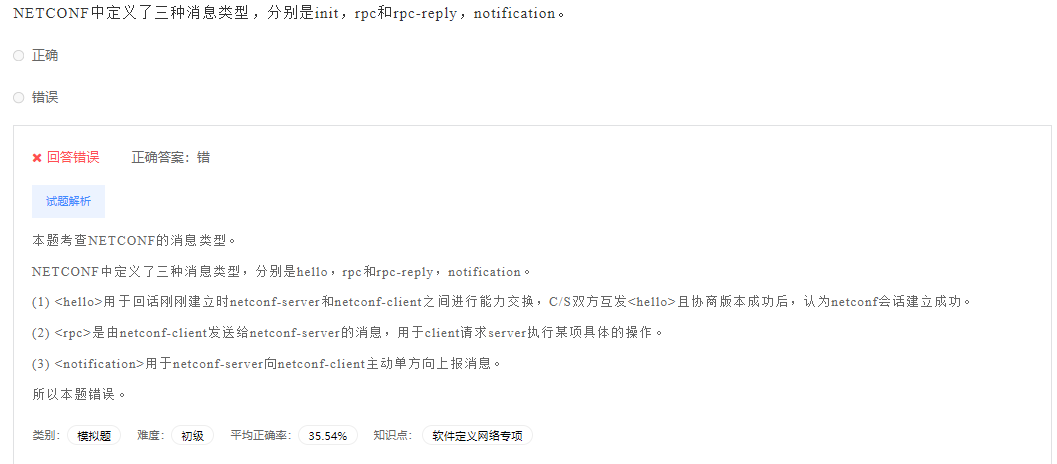 NETCONF中定义了三种消息类型，分别是init，rpc和rpc-reply，notification。
正确
错误
✖ 回答错误 正确答案：错
试题解析
本题考查NETCONF的消息类型。
NETCONF中定义了三种消息类型，分别是hello，rpc和rpc-reply，notification。
(1) <hello>用于回话刚刚建立时netconf-server和netconf-client之间进行能力交换，C/S双方互发<hello>且协商版本成功后，认为netconf会话建立成功。
(2) <rpc>是由netconf-client发送给netconf-server的消息，用于client请求server执行某项具体的操作。
(3) <notification>用于netconf-server向netconf-client主动单方向上报消息。
所以本题错误。
类别： 模拟题 难度： 初级 平均正确率： 35.54% 知识点： 软件定义网络专项